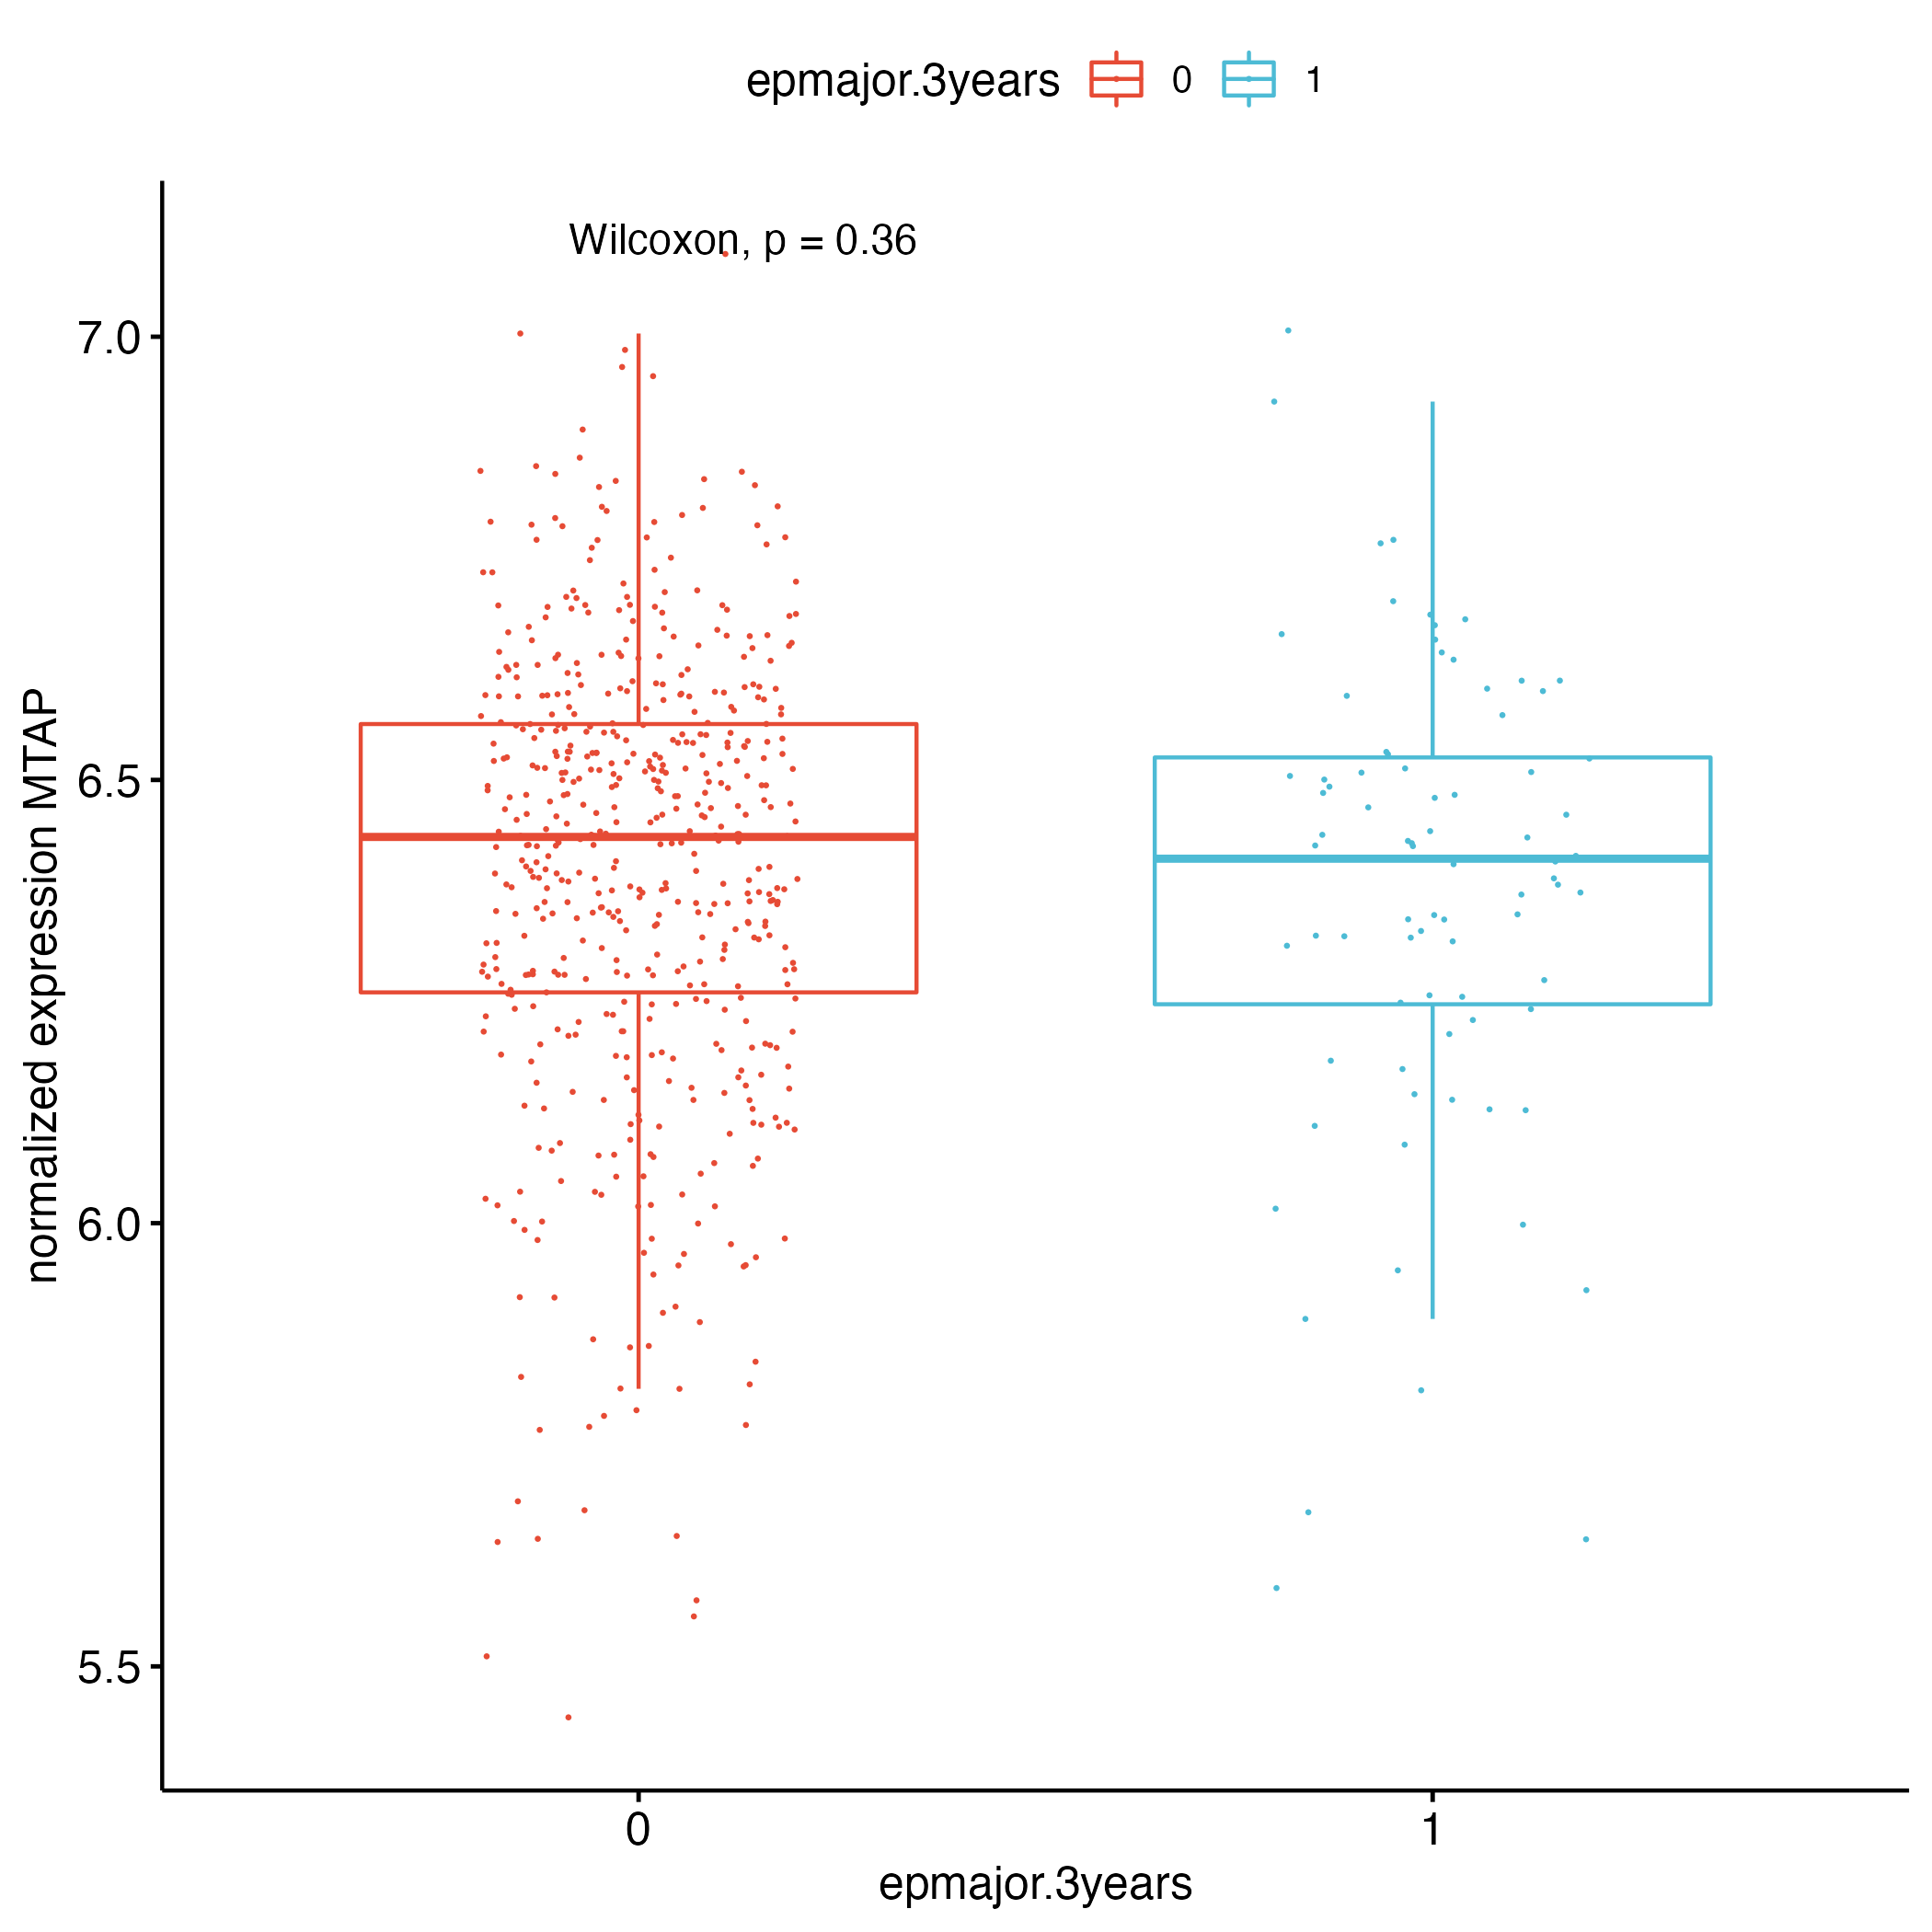 epmajor.3years 0 1
Wilcoxon, p = 0.36
7.0
6.5
6.0
5.5
normalized expression MTAP
0 1
epmajor.3years